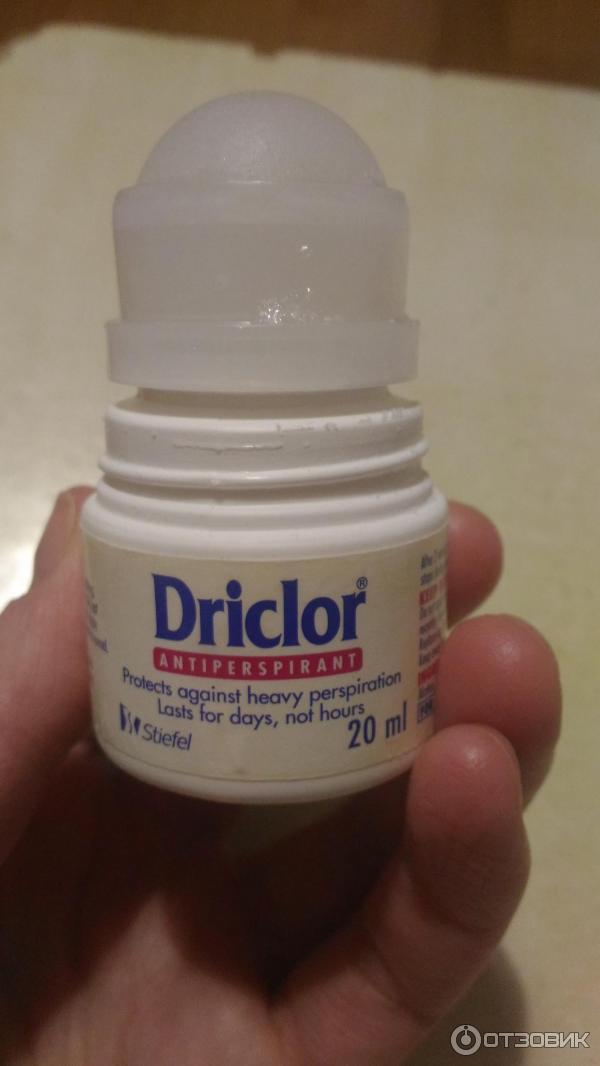 Driclor®
ANTIPERSPIRANT
Protects against heavy perspiration
Lasts for days, not hours
Stiefel
20 ml
ОТЗОВИК